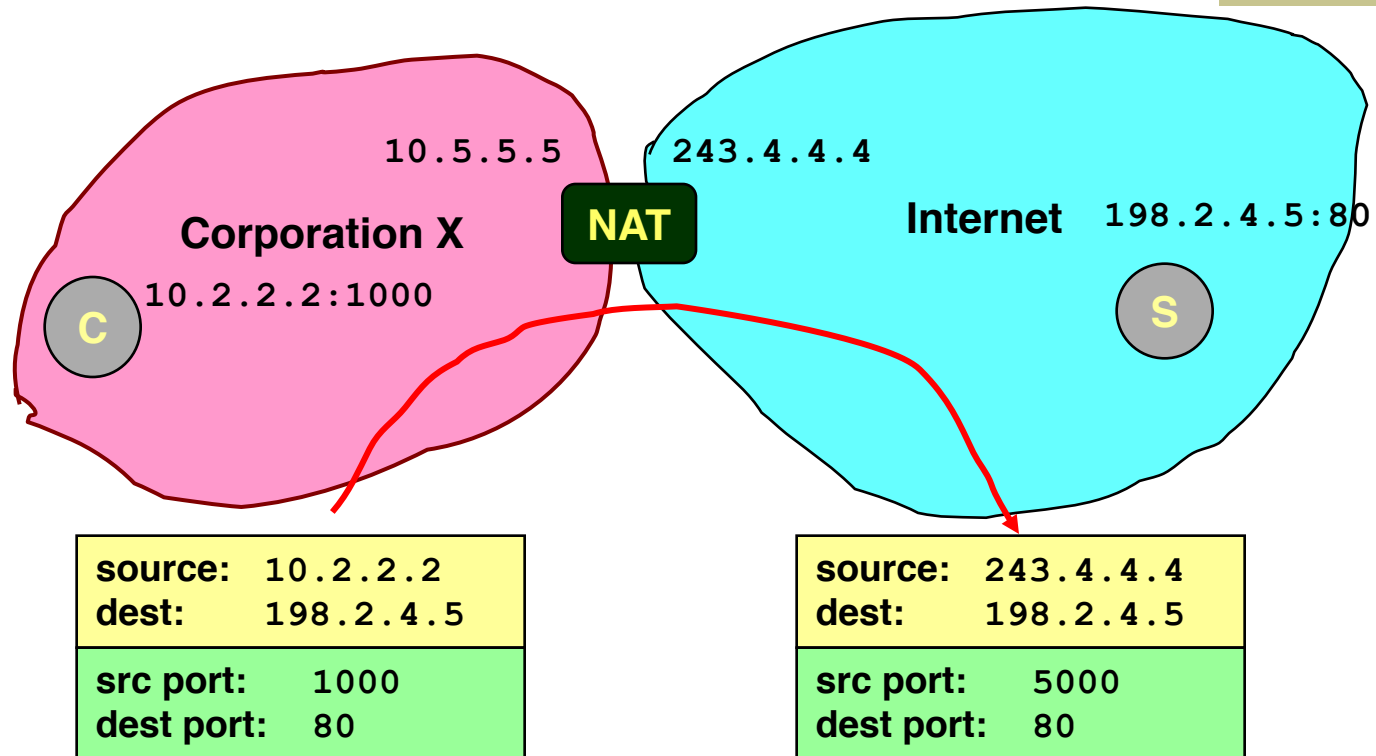 10.5.5.5
243.4.4.4
NAT
Corporation X
Internet
198.2.4.5:80
10.2.2.2:1000
C
S
source: 10.2.2.2
dest: 198.2.4.5
src port: 1000
dest port: 80
source: 243.4.4.4
dest: 198.2.4.5
src port: 5000
dest port: 80